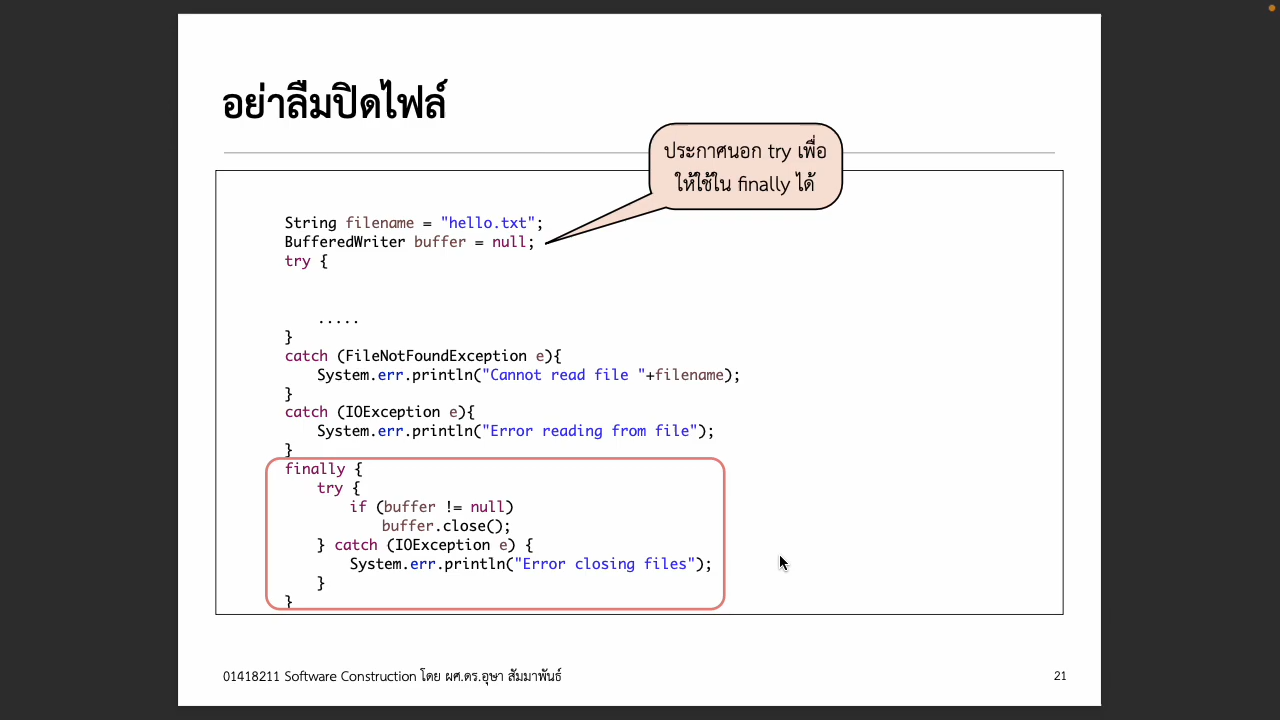 อย่าลืมปิดไฟล์
ประกาศนอก try เพื่อ
ให้ใช้ใน finally ได้
String filename = "hello.txt";
BufferedWriter buffer = null;
try {
.....
}
catch (FileNotFoundException e){
System.err.println("Cannot read file "+filename);
}
catch (IOException e){
System.err.println("Error reading from file");
}
finally {
try {
if (buffer != null)
buffer.close();
} catch (IOException e) {
System.err.println("Error closing files");
}
}
01418211 Software Construction โดย ผศ.ดร.อุษา สัมมาพันธ์
21